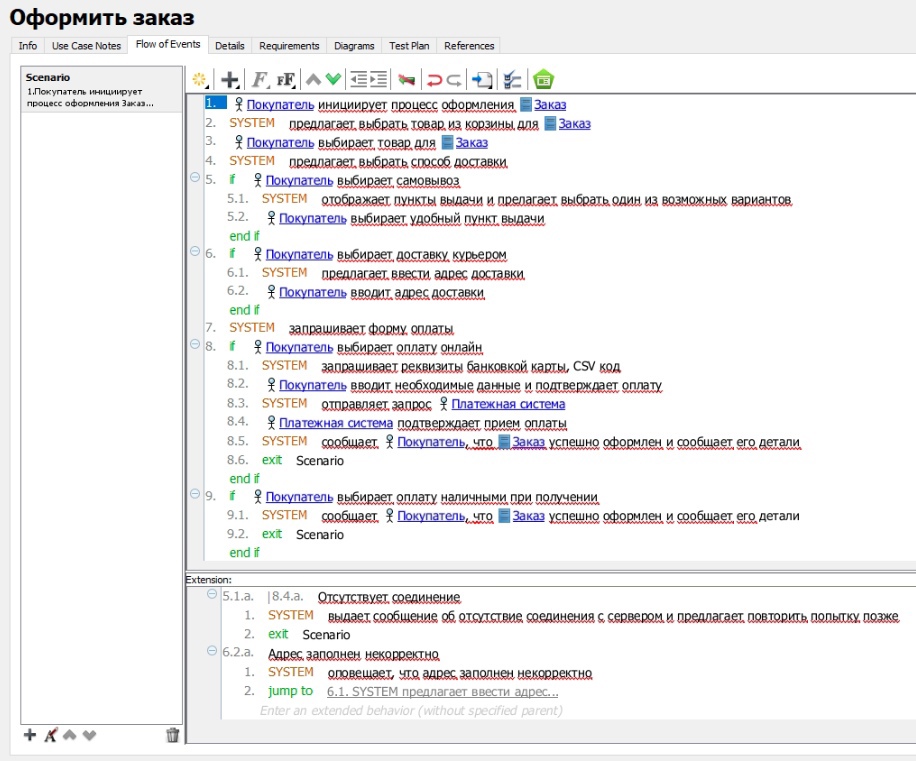 Оформить заказ
Info Use Case Notes Flow of Events Details Requirements Diagrams Test Plan References
Scenario
1.Покупатель инициирует
процесс оформления Заказ...
1. Покупатель инициирует процесс оформления Заказ
2. SYSTEM предлагает выбрать товар из корзины для Заказ
3. Покупатель выбирает товар для Заказ
4. SYSTEM предлагает выбрать способ доставки
5. if Покупатель выбирает самовывоз
5.1. SYSTEM отображает пункты выдачи и прелагает выбрать один из возможных вариантов
5.2. Покупатель выбирает удобный пункт выдачи
end if
6. if Покупатель выбирает доставку курьером
6.1. SYSTEM предлагает ввести адрес доставки
6.2. Покупатель вводит адрес доставки
end if
7. SYSTEM запрашивает форму оплаты
8. if Покупатель выбирает оплату онлайн
8.1. SYSTEM запрашивает реквизиты банковкой карты, CSV код
8.2. Покупатель вводит необходимые данные и подтверждает оплату
8.3. SYSTEM отправляет запрос Платежная система
8.4. Платежная система подтверждает прием оплаты
8.5. SYSTEM сообщает Покупатель, что Заказ успешно оформлен и сообщает его детали
8.6. exit Scenario
end if
9. if Покупатель выбирает оплату наличными при получении
9.1. SYSTEM сообщает Покупатель, что Заказ успешно оформлен и сообщает его детали
9.2. exit Scenario
end if
Extension:
5.1.a. |8.4.a. Отсутствует соединение
1. SYSTEM выдает сообщение об отсутствие соединения с сервером и предлагает повторить попытку позже
2. exit Scenario
6.2.a. Адрес заполнен некорректно
1. SYSTEM оповещает, что адрес заполнен некорректно
2. jump to 6.1. SYSTEM предлагает ввести адрес...
Enter an extended behavior (without specified parent)